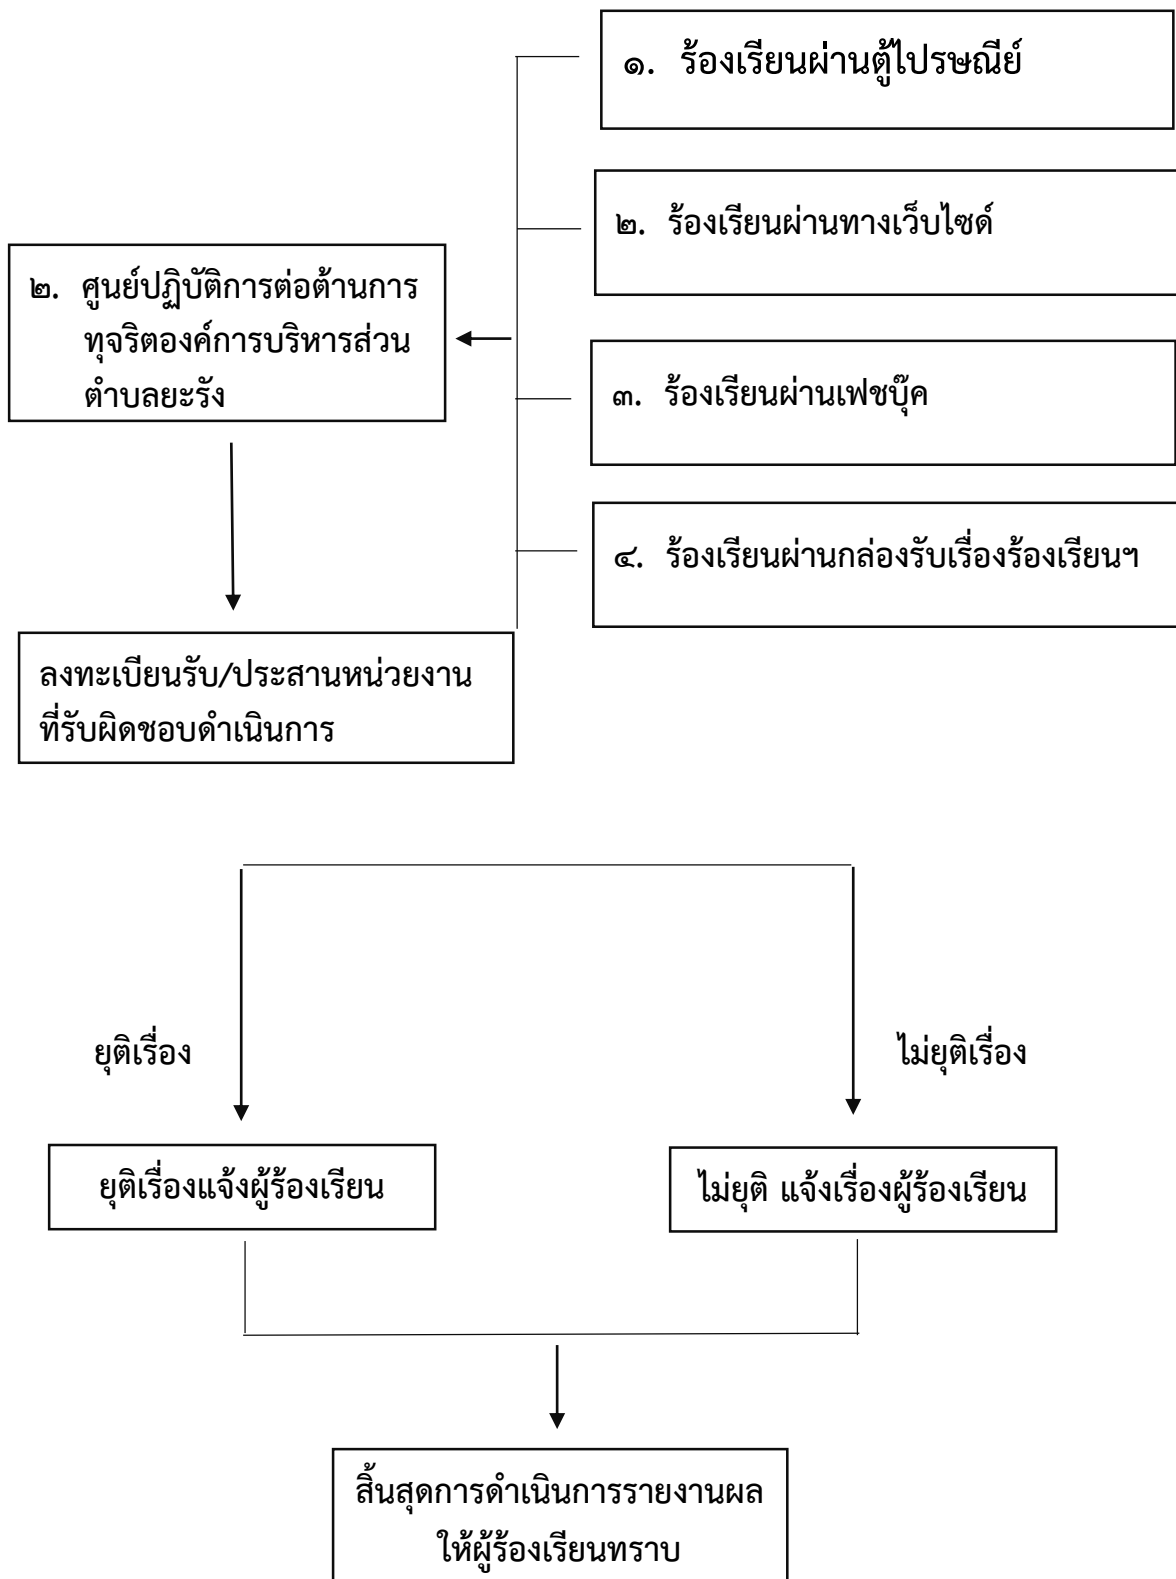 ๑. ร้องเรียนผ่านตู้ไปรษณีย์
๒. ร้องเรียนผ่านทางเว็บไซด์
๒. ศูนย์ปฏิบัติการต่อต้านการ
ทุจริตองค์การบริหารส่วน
ตำบลยะรัง
๓. ร้องเรียนผ่านเฟชบุ๊ค
๔. ร้องเรียนผ่านกล่องรับเรื่องร้องเรียนฯ
ลงทะเบียนรับ/ประสานหน่วยงาน
ที่รับผิดชอบดำเนินการ
ยุติเรื่อง
ไม่ยุติเรื่อง
ยุติเรื่องแจ้งผู้ร้องเรียน
ไม่ยุติ แจ้งเรื่องผู้ร้องเรียน
สิ้นสุดการดำเนินการรายงานผล
ให้ผู้ร้องเรียนทราบ